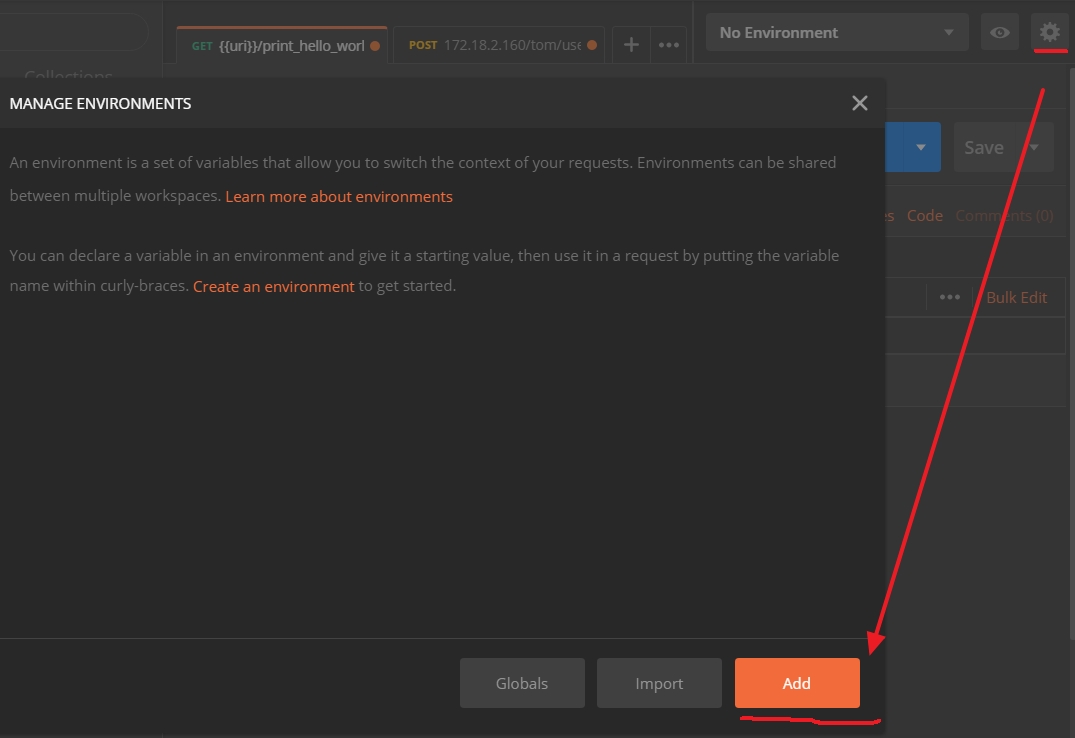 GET {{uri}}/print_hello_worl
POST 172.18.2.160/tom/use
No Environment
Collections
MANAGE ENVIRONMENTS
Save
An environment is a set of variables that allow you to switch the context of your requests. Environments can be shared
between multiple workspaces. Learn more about environments
es Code Comments (0)
You can declare a variable in an environment and give it a starting value, then use it in a request by putting the variable
name within curly-braces. Create an environment to get started.
Bulk Edit
Globals
Import
Add